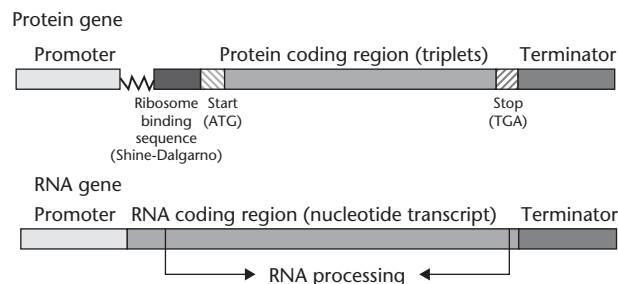 Protein gene
Promoter Protein coding region (triplets) Terminator
Ribosome Start Stop
binding (ATG) (TGA)
sequence
(Shine-Dalgarno)
RNA gene
Promoter RNA coding region (nucleotide transcript) Terminator
RNA processing